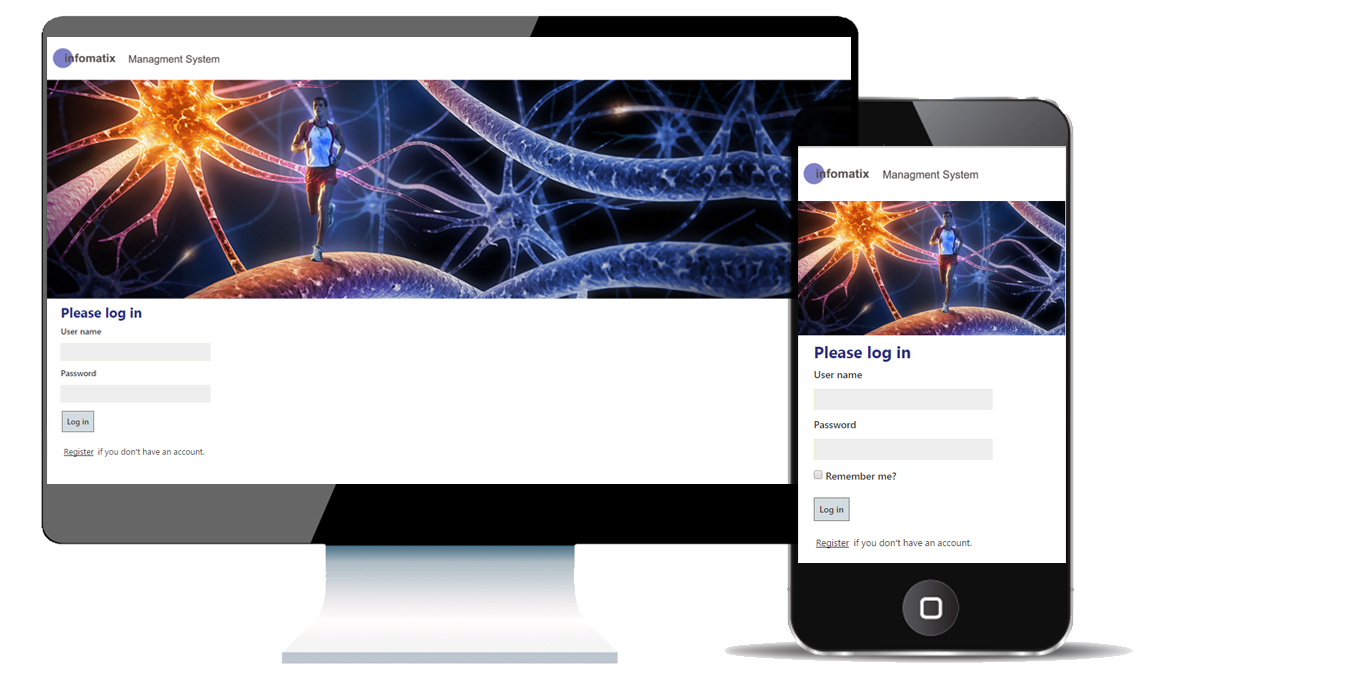 infomatix Managment System
Please log in
User name
Password
Log in
Register if you don't have an account.
infomatix Managment System
Please log in
User name
Password
Remember me?
Log in
Register if you don't have an account.